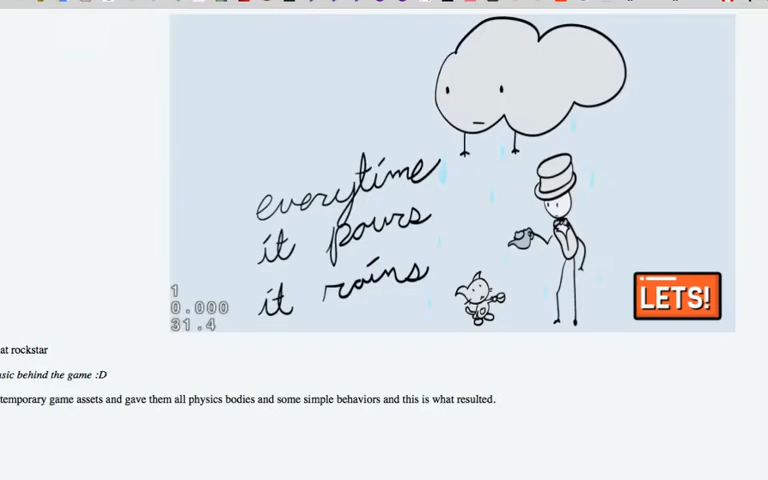 everytime
it pours
it rains
LETS!
1
0.000
31.4
at rockstar
sic behind the game :D
temporary game assets and gave them all physics bodies and some simple behaviors and this is what resulted.